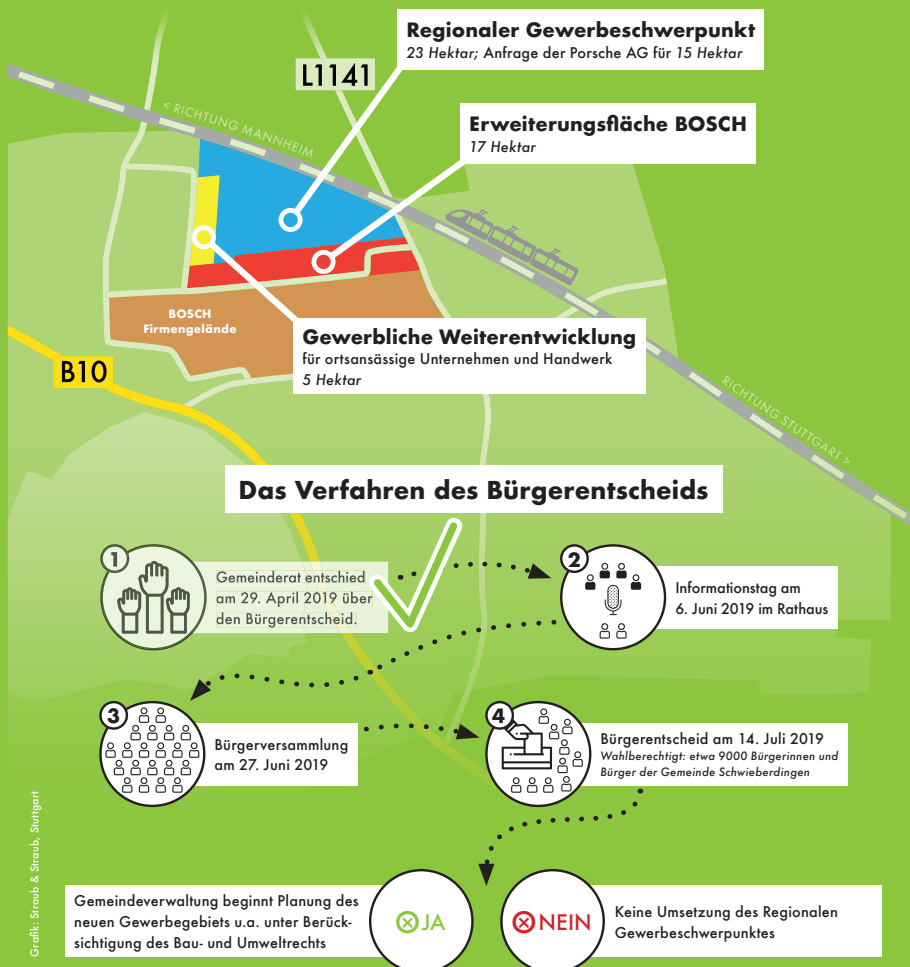 Regionaler Gewerbeschwerpunkt
23 Hektar; Anfrage der Porsche AG für 15 Hektar
L1141
< RICHTUNG MANNHEIM
Erweiterungsfläche BOSCH
17 Hektar
BOSCH
Firmengelände
Gewerbliche Weiterentwicklung
für ortsansässige Unternehmen und Handwerk
5 Hektar
B10
RICHTUNG STUTTGART >
Das Verfahren des Bürgerentscheids
1
Gemeinderat entschied
am 29. April 2019 über
den Bürgerentscheid.
2
Informationstag am
6. Juni 2019 im Rathaus
3
Bürgerversammlung
am 27. Juni 2019
4
Bürgerentscheid am 14. Juli 2019
Wahlberechtigt: etwa 9000 Bürgerinnen und
Bürger der Gemeinde Schwieberdingen
Gemeindeverwaltung beginnt Planung des
neuen Gewerbegebiets u.a. unter Berück-
sichtigung des Bau- und Umweltrechts
JA
NEIN
Keine Umsetzung des Regionalen
Gewerbeschwerpunktes
Grafik: Straub & Straub, Stuttgart